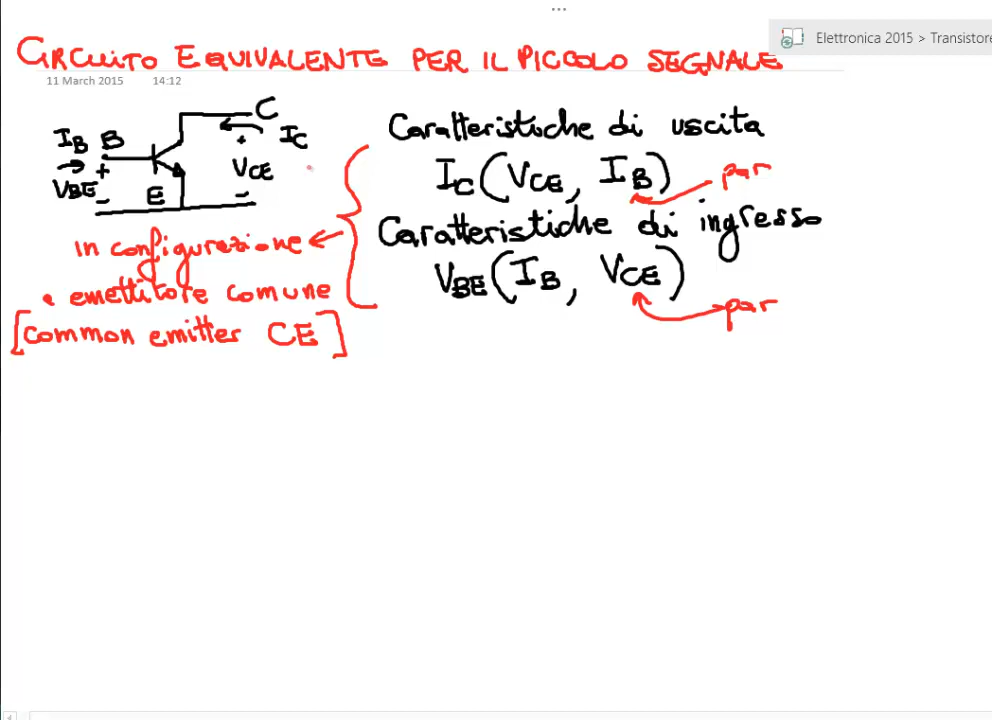 Elettronica 2015 > Transistore
CIRCUITO EQUIVALENTE PER IL PICCOLO SEGNALE
11 March 2015 14:12
IB B
VBE + -
E
C
IC
+ VCE -
Caratteristiche di uscita
IC(VCE, IB) par
Caratteristiche di ingresso
VBE(IB, VCE)
par
In configurazione
a emettitore comune
[common emitter CE]